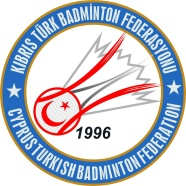 KIBRIS TÜRK BADMİNTON FEDERASYONU
1996
CYPRUS TURKISH BADMINTON FEDERATION